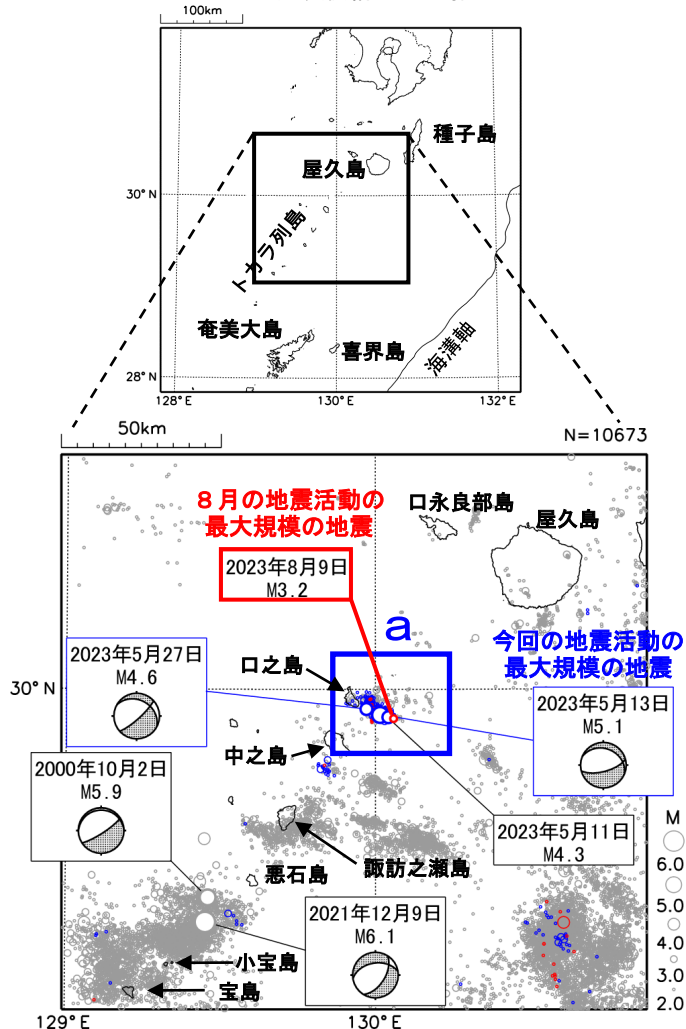 100km
種子島
屋久島
30°N
トカラ列島
奄美大島
喜界島
海溝軸
28°N
128°E
130°E
132°E
50km
N=10673
8月の地震活動の
最大規模の地震
口永良部島
屋久島
2023年8月9日
M3.2
a
今回の地震活動の
最大規模の地震
2023年5月27日
M4.6
口之島
30°N
2023年5月13日
M5.1
中之島
2000年10月2日
M5.9
2023年5月11日
M4.3
諏訪之瀬島
悪石島
2021年12月9日
M6.1
小宝島
宝島
M
6.0
5.0
4.0
3.0
2.0
129°E
130°E